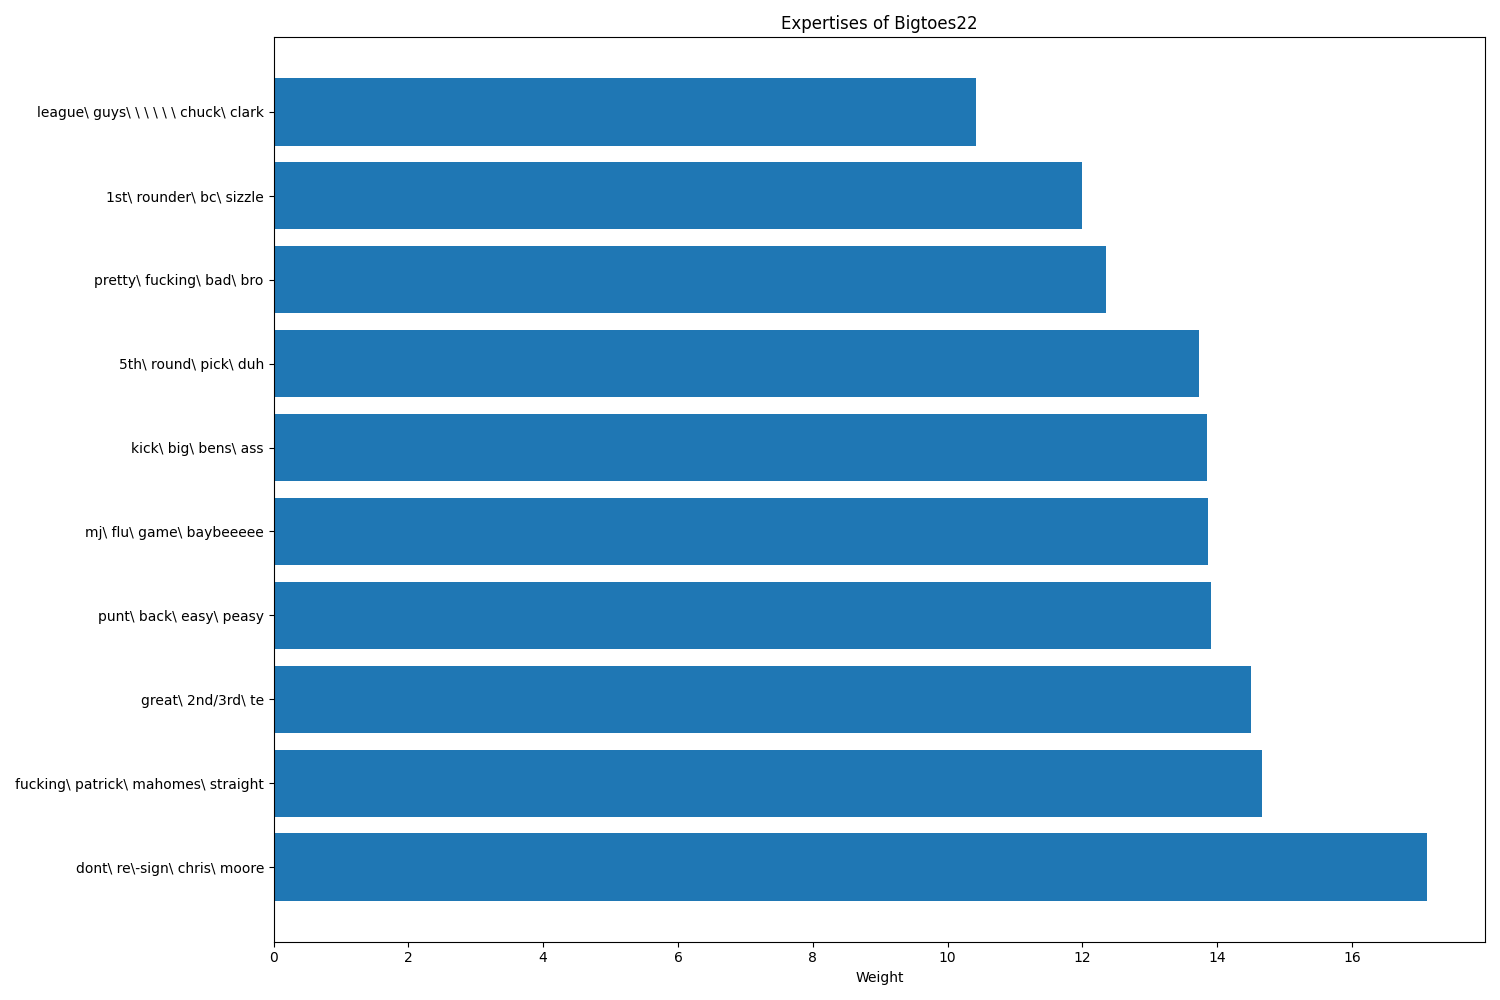 Expertises of Bigtoes22
league\ guys\ \ \ \ \ \ chuck\ clark
1st\ rounder\ bc\ sizzle
pretty\ fucking\ bad\ bro
5th\ round\ pick\ duh
kick\ big\ bens\ ass
mj\ flu\ game\ baybeeeee
punt\ back\ easy\ peasy
great\ 2nd/3rd\ te
fucking\ patrick\ mahomes\ straight
dont\ re\-sign\ chris\ moore
0 2 4 6 8 10 12 14 16
Weight